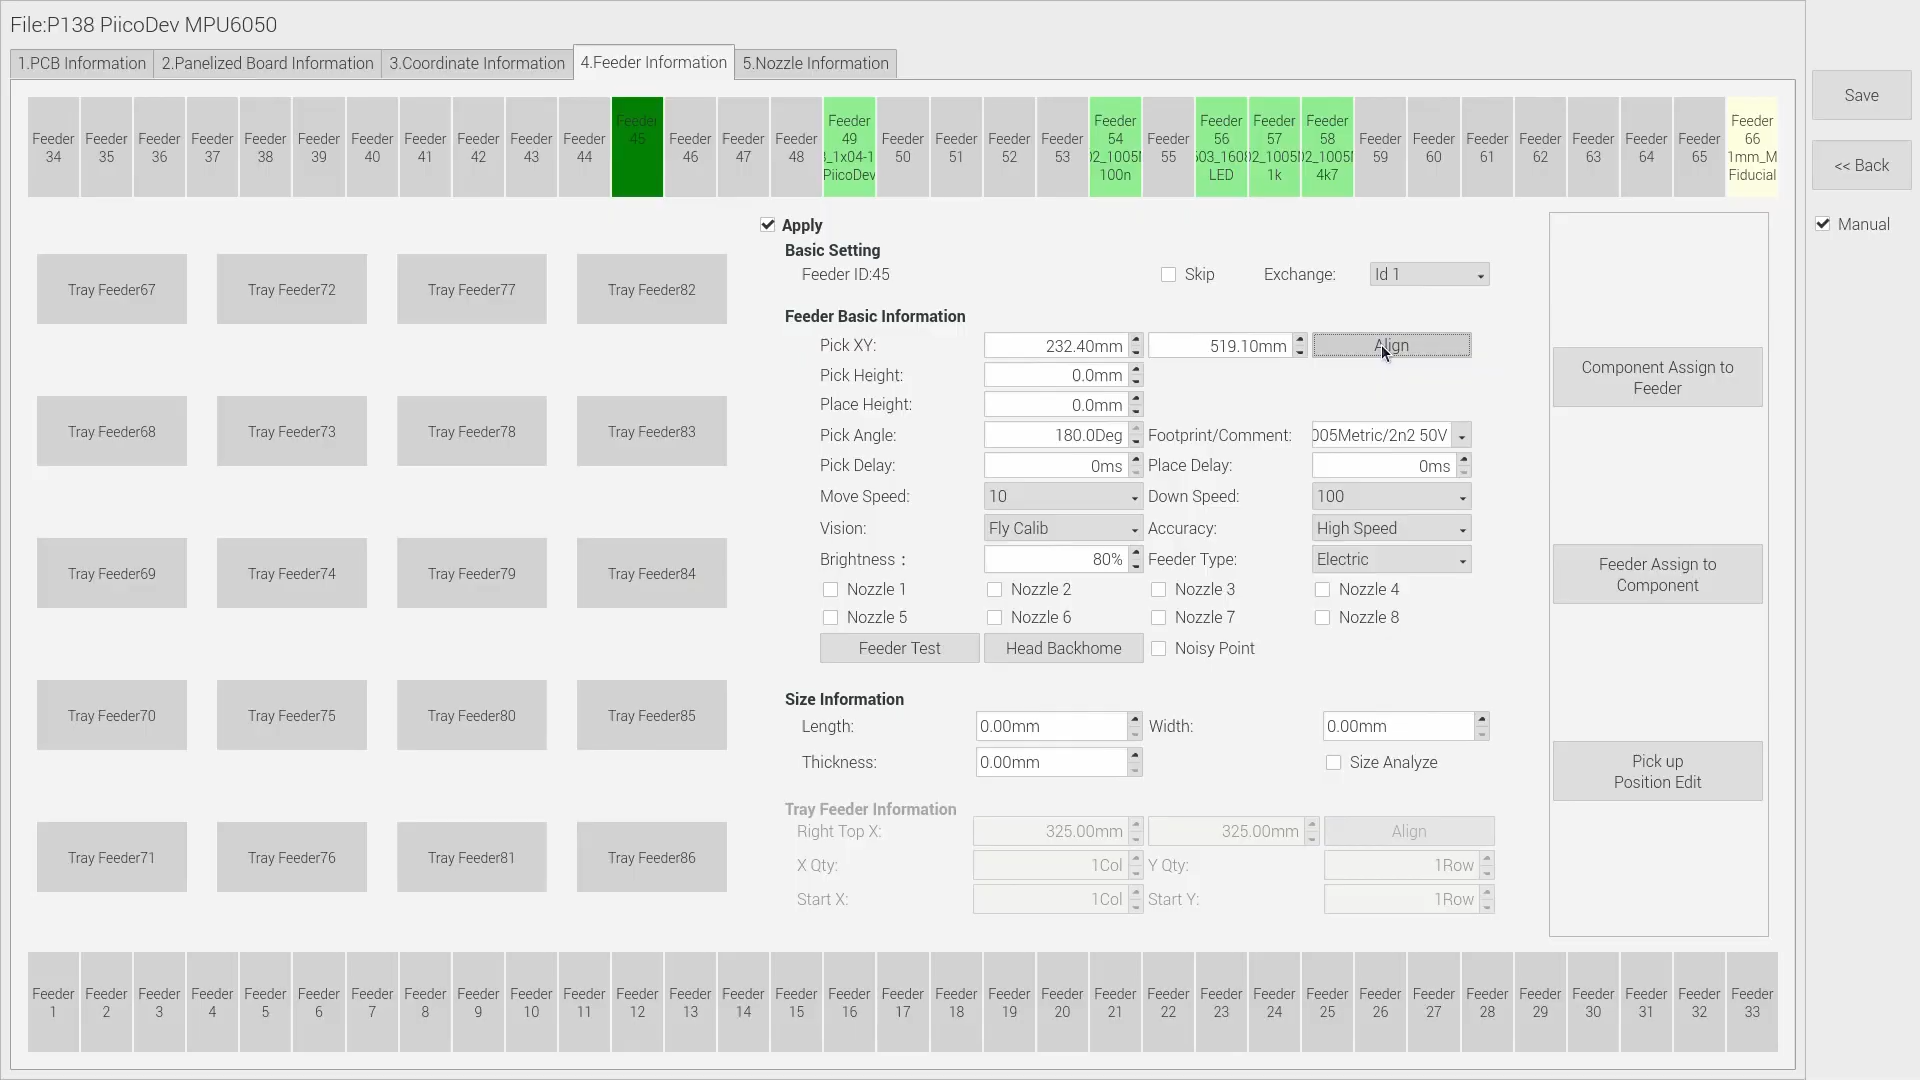 File:P138 PiicoDev MPU6050
1.PCB Information
2.Panelized Board Information
3.Coordinate Information
4.Feeder Information
5.Nozzle Information
Save
<< Back
Manual
Feeder
34
Feeder
35
Feeder
36
Feeder
37
Feeder
38
Feeder
39
Feeder
40
Feeder
41
Feeder
42
Feeder
43
Feeder
44
Feeder
45
Feeder
46
Feeder
47
Feeder
48
Feeder
49
_1x04-1
PiicoDev
Feeder
50
Feeder
51
Feeder
52
Feeder
53
Feeder
54
02_1005
100n
Feeder
55
Feeder
56
603_1608
LED
Feeder
57
02_1005
1k
Feeder
58
02_1005
4k7
Feeder
59
Feeder
60
Feeder
61
Feeder
62
Feeder
63
Feeder
64
Feeder
65
Feeder
66
1mm_M
Fiducial
Tray Feeder67
Tray Feeder72
Tray Feeder77
Tray Feeder82
Tray Feeder68
Tray Feeder73
Tray Feeder78
Tray Feeder83
Tray Feeder69
Tray Feeder74
Tray Feeder79
Tray Feeder84
Tray Feeder70
Tray Feeder75
Tray Feeder80
Tray Feeder85
Tray Feeder71
Tray Feeder76
Tray Feeder81
Tray Feeder86
Apply
Basic Setting
Feeder ID:45
Skip
Exchange:
Id 1
Feeder Basic Information
Pick XY:
232.40mm
519.10mm
Align
Pick Height:
0.0mm
Place Height:
0.0mm
Pick Angle:
180.0Deg
Footprint/Comment:
005Metric/2n2 50V
Pick Delay:
0ms
Place Delay:
0ms
Move Speed:
10
Down Speed:
100
Vision:
Fly Calib
Accuracy:
High Speed
Brightness：
80%
Feeder Type:
Electric
Nozzle 1
Nozzle 2
Nozzle 3
Nozzle 4
Nozzle 5
Nozzle 6
Nozzle 7
Nozzle 8
Feeder Test
Head Backhome
Noisy Point
Size Information
Length:
0.00mm
Width:
0.00mm
Thickness:
0.00mm
Size Analyze
Tray Feeder Information
Right Top X:
325.00mm
325.00mm
Align
X Qty:
1Col
Y Qty:
1Row
Start X:
1Col
Start Y:
1Row
Component Assign to
Feeder
Feeder Assign to
Component
Pick up
Position Edit
Feeder
1
Feeder
2
Feeder
3
Feeder
4
Feeder
5
Feeder
6
Feeder
7
Feeder
8
Feeder
9
Feeder
10
Feeder
11
Feeder
12
Feeder
13
Feeder
14
Feeder
15
Feeder
16
Feeder
17
Feeder
18
Feeder
19
Feeder
20
Feeder
21
Feeder
22
Feeder
23
Feeder
24
Feeder
25
Feeder
26
Feeder
27
Feeder
28
Feeder
29
Feeder
30
Feeder
31
Feeder
32
Feeder
33